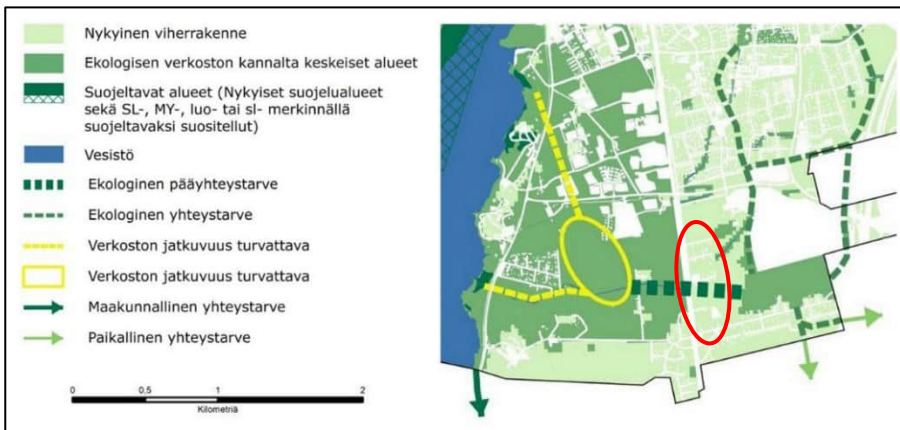 Nykyinen viherrakenne
Ekologisen verkoston kannalta keskeiset alueet
Suojeltavat alueet (Nykyiset suojelualueet
sekä SL-, MY-, luo- tai sl- merkinnällä
suojeltavaksi suositellut)
Vesistö
Ekologinen pääyhteystarve
Ekologinen yhteystarve
Verkoston jatkuvuus turvattava
Verkoston jatkuvuus turvattava
Maakunnallinen yhteystarve
Paikallinen yhteystarve
0 0,5 1 2
Kilometriä